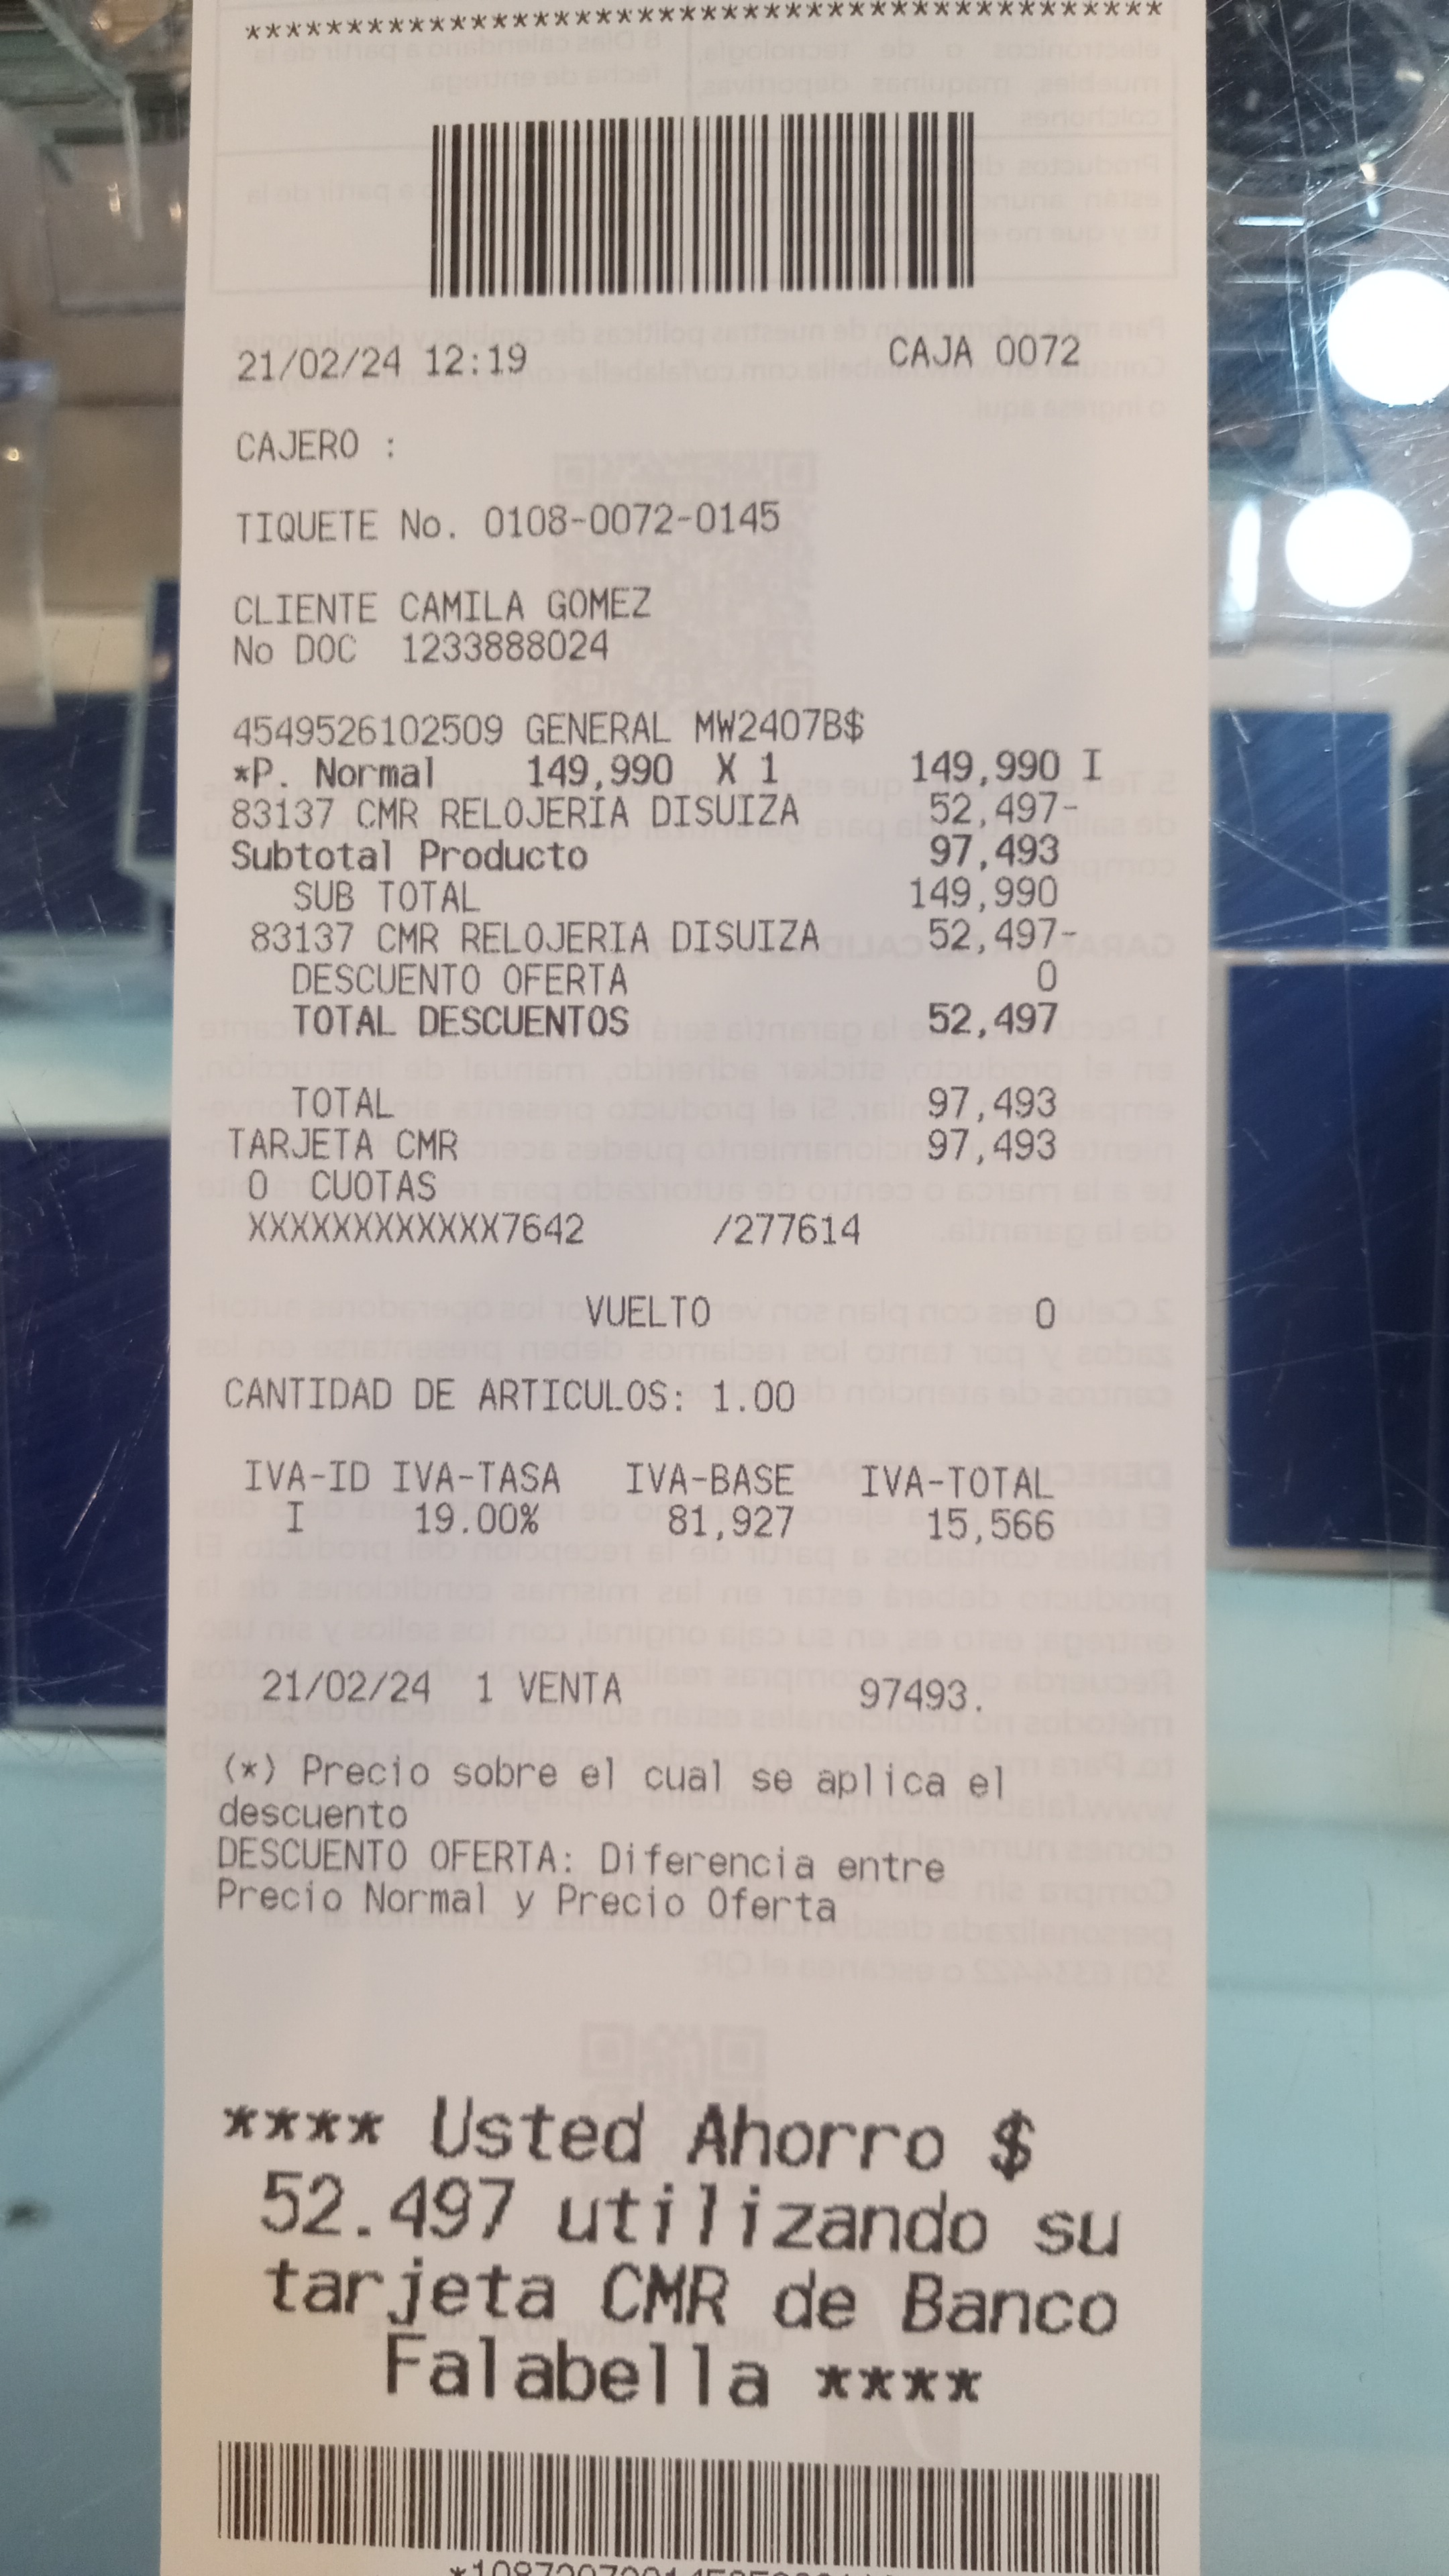 ********************************************
21/02/24 12:19 CAJA 0072
CAJERO :
TIQUETE No. 0108-0072-0145
CLIENTE CAMILA GOMEZ
No DOC 1233888024
4549526102509 GENERAL MW2407B$
*P. Normal 149,990 X 1 149,990 I
83137 CMR RELOJERIA DISUIZA 52,497-
Subtotal Producto 97,493
SUB TOTAL 149,990
83137 CMR RELOJERIA DISUIZA 52,497-
DESCUENTO OFERTA 0
TOTAL DESCUENTOS 52,497
TOTAL 97,493
TARJETA CMR 97,493
0 CUOTAS
XXXXXXXXXXXX7642 /277614
VUELTO 0
CANTIDAD DE ARTICULOS: 1.00
IVA-ID IVA-TASA IVA-BASE IVA-TOTAL
I 19.00% 81,927 15,566
21/02/24 1 VENTA 97493.
(*) Precio sobre el cual se aplica el
descuento
DESCUENTO OFERTA: Diferencia entre
Precio Normal y Precio Oferta
**** Usted Ahorro $
52.497 utilizando su
tarjeta CMR de Banco
Falabella ****